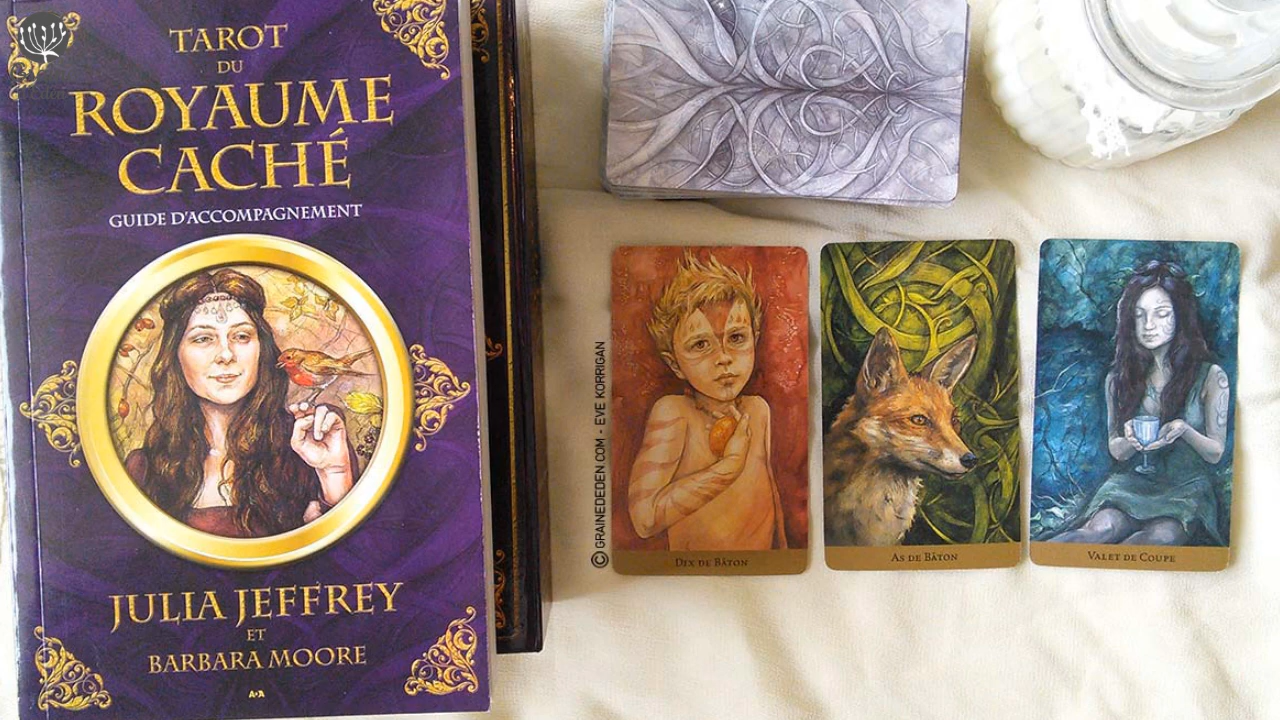 TAROT
DU
ROYAUME
CACHÉ
GUIDE D'ACCOMPAGNEMENT
JULIA JEFFREY
ET
BARBARA MOORE
A♦A
© GRAINEDEDEN.COM - EVE KORRIGAN
DIX DE BÂTON
AS DE BÂTON
VALET DE COUPE